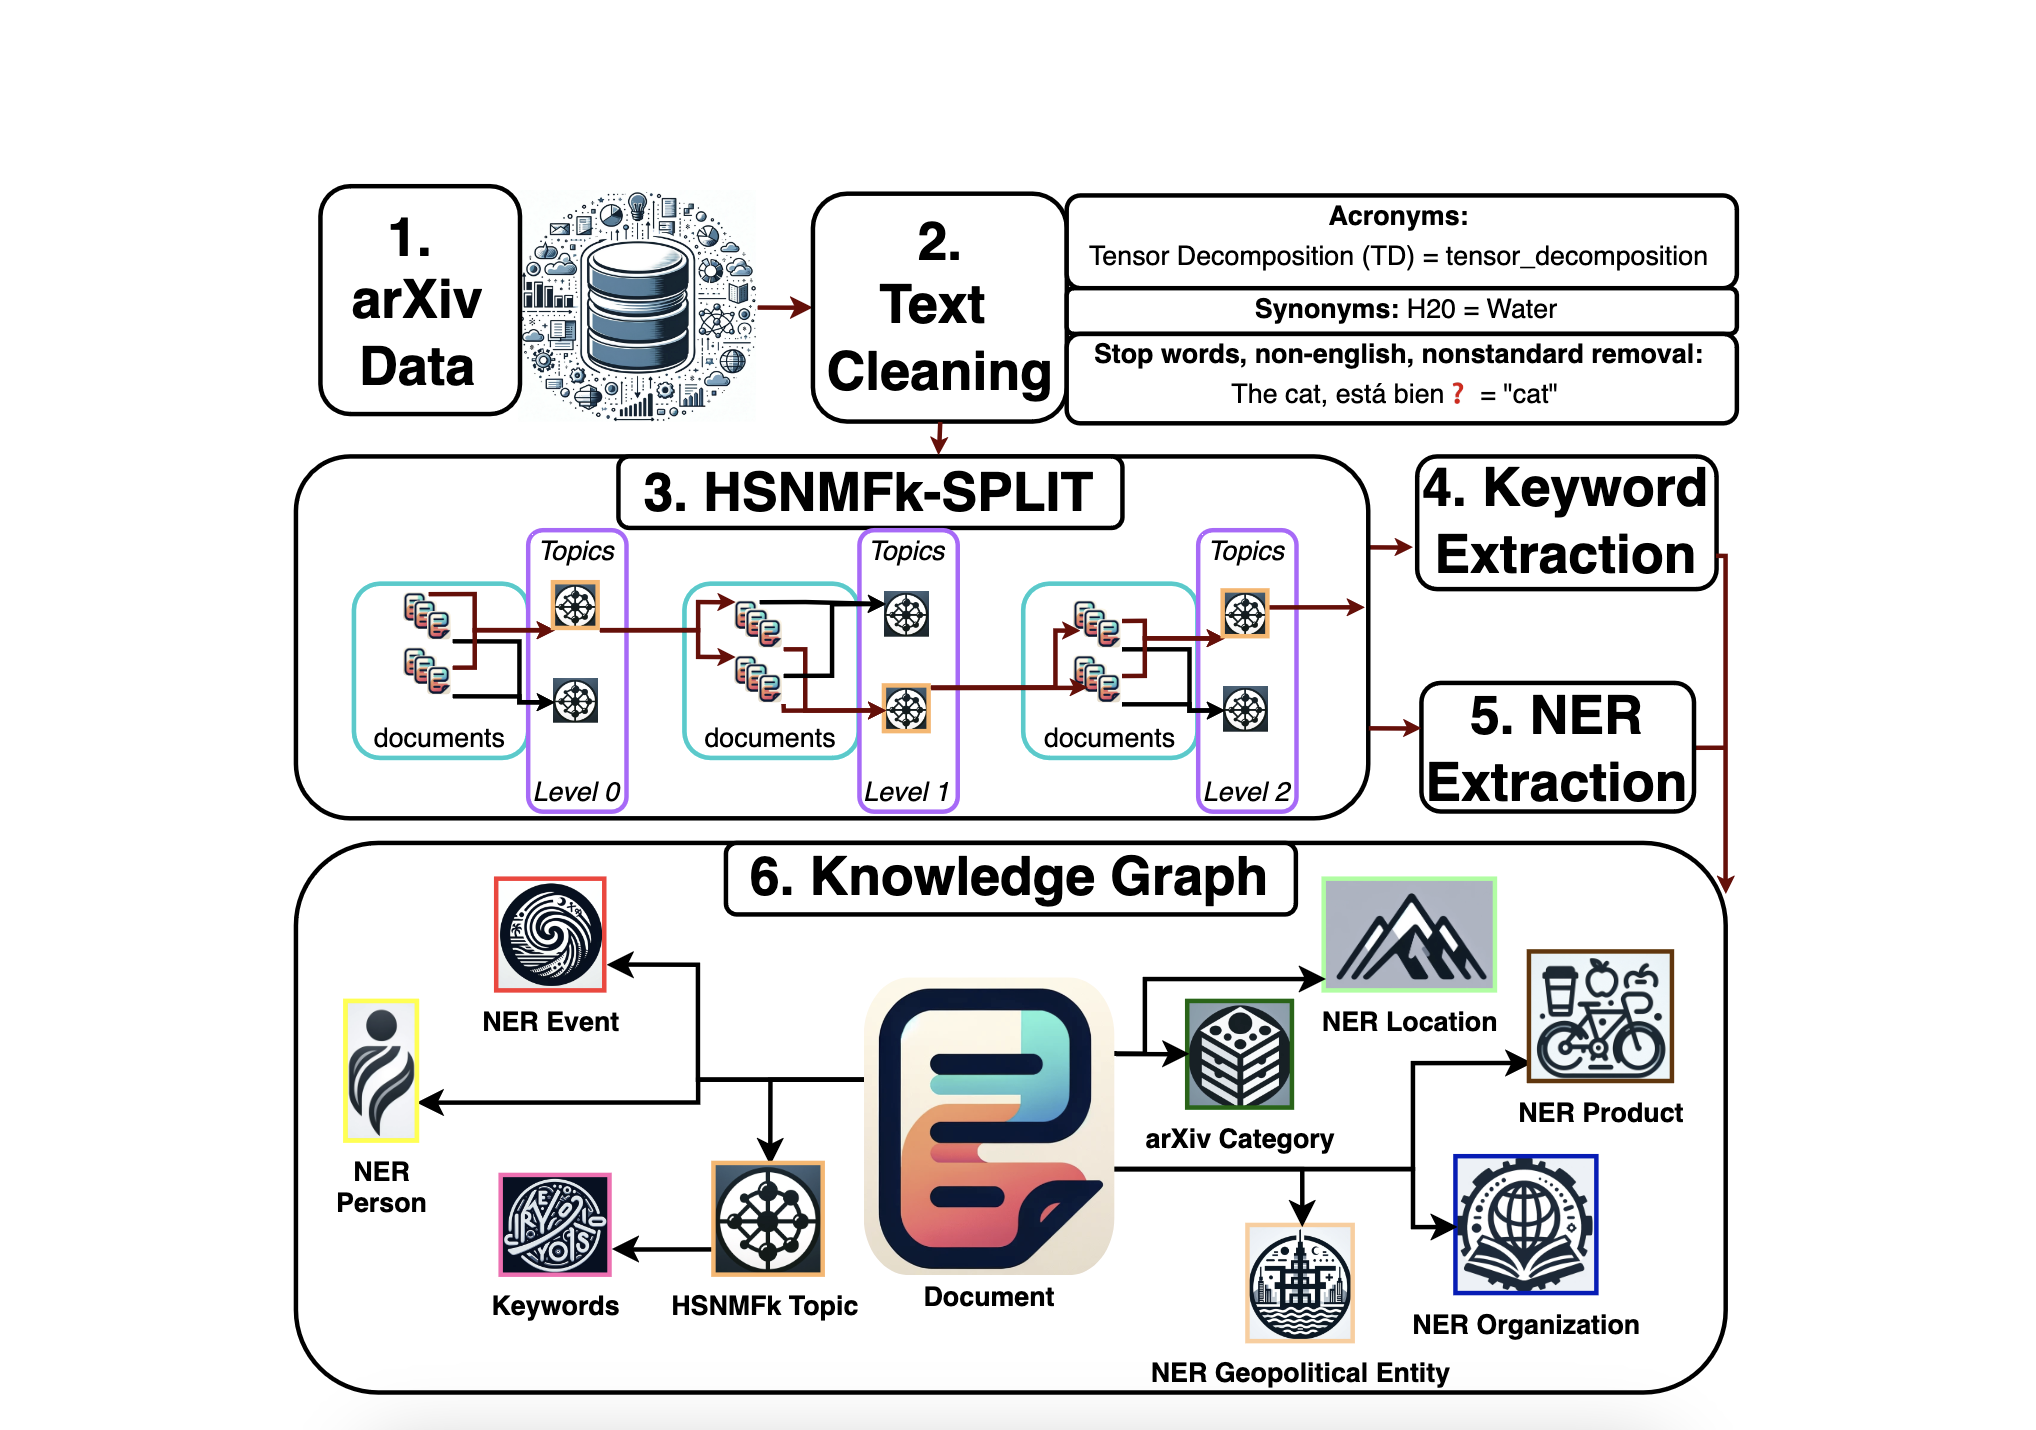 1.
arXiv
Data
2.
Text
Cleaning
Acronyms:
Tensor Decomposition (TD) = tensor_decomposition
Synonyms: H20 = Water
Stop words, non-english, nonstandard removal:
The cat, está bien ❓ = "cat"
3. HSNMFk-SPLIT
Topics
Topics
Topics
documents
documents
documents
Level 0
Level 1
Level 2
4. Keyword
Extraction
5. NER
Extraction
6. Knowledge Graph
NER Event
NER Location
NER Product
arXiv Category
NER
Person
Keywords
HSNMFk Topic
Document
NER Organization
NER Geopolitical Entity